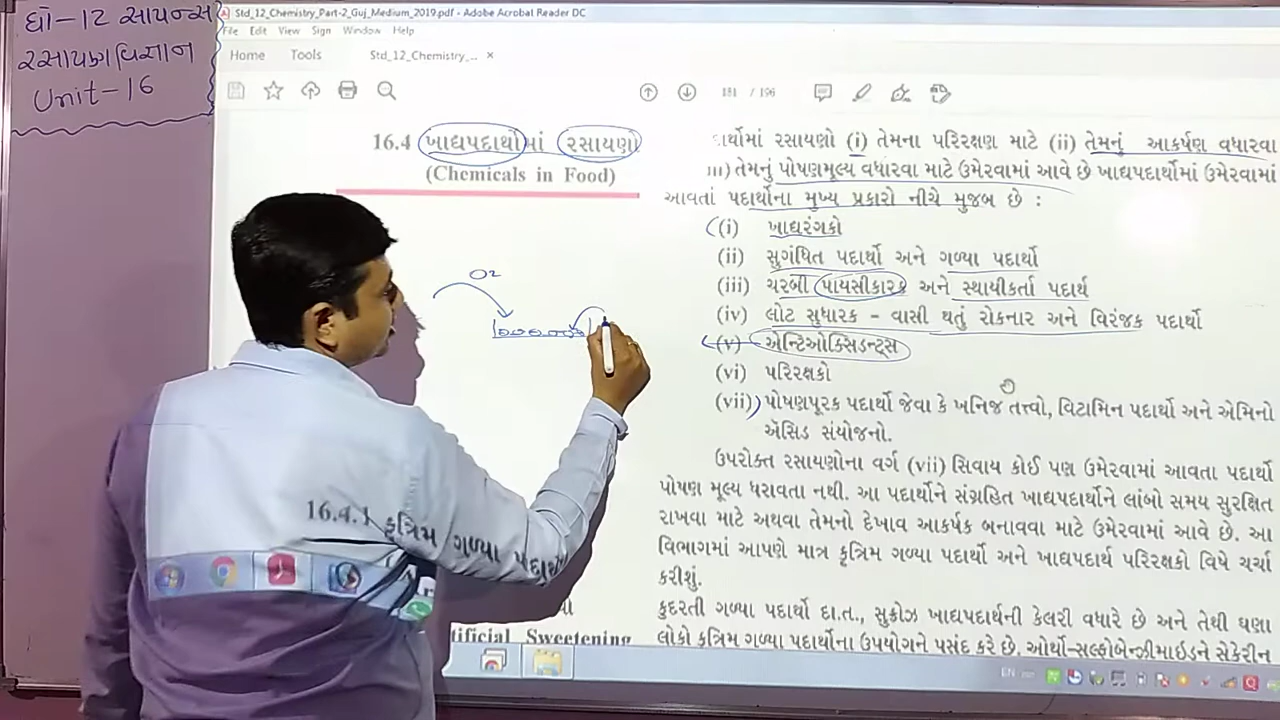 ધો-12 સાયન્સ
રસાયણવિજ્ઞાન
Unit-16
Std_12_Chemistry_Part-2_Guj_Medium_2019.pdf - Adobe Acrobat Reader DC
File Edit View Sign Window Help
Home Tools Std_12_Chemistry_... ×
181 / 196
16.4 ખાદ્યપદાર્થોમાં રસાયણો
(Chemicals in Food)
દાર્થોમાં રસાયણો (i) તેમના પરિરક્ષણ માટે (ii) તેમનું આકર્ષણ વધારવા
iii) તેમનું પોષણમૂલ્ય વધારવા માટે ઉમેરવામાં આવે છે ખાદ્યપદાર્થોમાં ઉમેરવામાં
આવતાં પદાર્થોના મુખ્ય પ્રકારો નીચે મુજબ છે :
(i) ખાદ્યરંગકો
(ii) સુગંધિત પદાર્થો અને ગળ્યા પદાર્થો
(iii) ચરબી પાયસીકારક અને સ્થાયીકર્તા પદાર્થ
(iv) લોટ સુધારક - વાસી થતું રોકનાર અને વિરંજક પદાર્થો
(v) એન્ટિઓક્સિડન્ટ્સ
(vi) પરિરક્ષકો
(vii) પોષણપૂરક પદાર્થો જેવા કે ખનિજ તત્ત્વો, વિટામિન પદાર્થો અને એમિનો
ઍસિડ સંયોજનો.
ઉપરોક્ત રસાયણોના વર્ગ (vii) સિવાય કોઈ પણ ઉમેરવામાં આવતા પદાર્થો
પોષણ મૂલ્ય ધરાવતા નથી. આ પદાર્થોને સંગ્રહિત ખાદ્યપદાર્થોને લાંબો સમય સુરક્ષિત
રાખવા માટે અથવા તેમનો દેખાવ આકર્ષક બનાવવા માટે ઉમેરવામાં આવે છે. આ
વિભાગમાં આપણે માત્ર કૃત્રિમ ગળ્યા પદાર્થો અને ખાદ્યપદાર્થ પરિરક્ષકો વિષે ચર્ચા
કરીશું.
O2
16.4.1 કૃત્રિમ ગળ્યા પદાર્થો
કુદરતી ગળ્યા પદાર્થો દા.ત., સુક્રોઝ ખાદ્યપદાર્થની કેલરી વધારે છે અને તેથી ઘણા
tificial Sweetening
લોકો કૃત્રિમ ગળ્યા પદાર્થોના ઉપયોગને પસંદ કરે છે. ઓર્થો-સલ્ફોબેન્ઝીમાઇડને સેકેરીન
EN